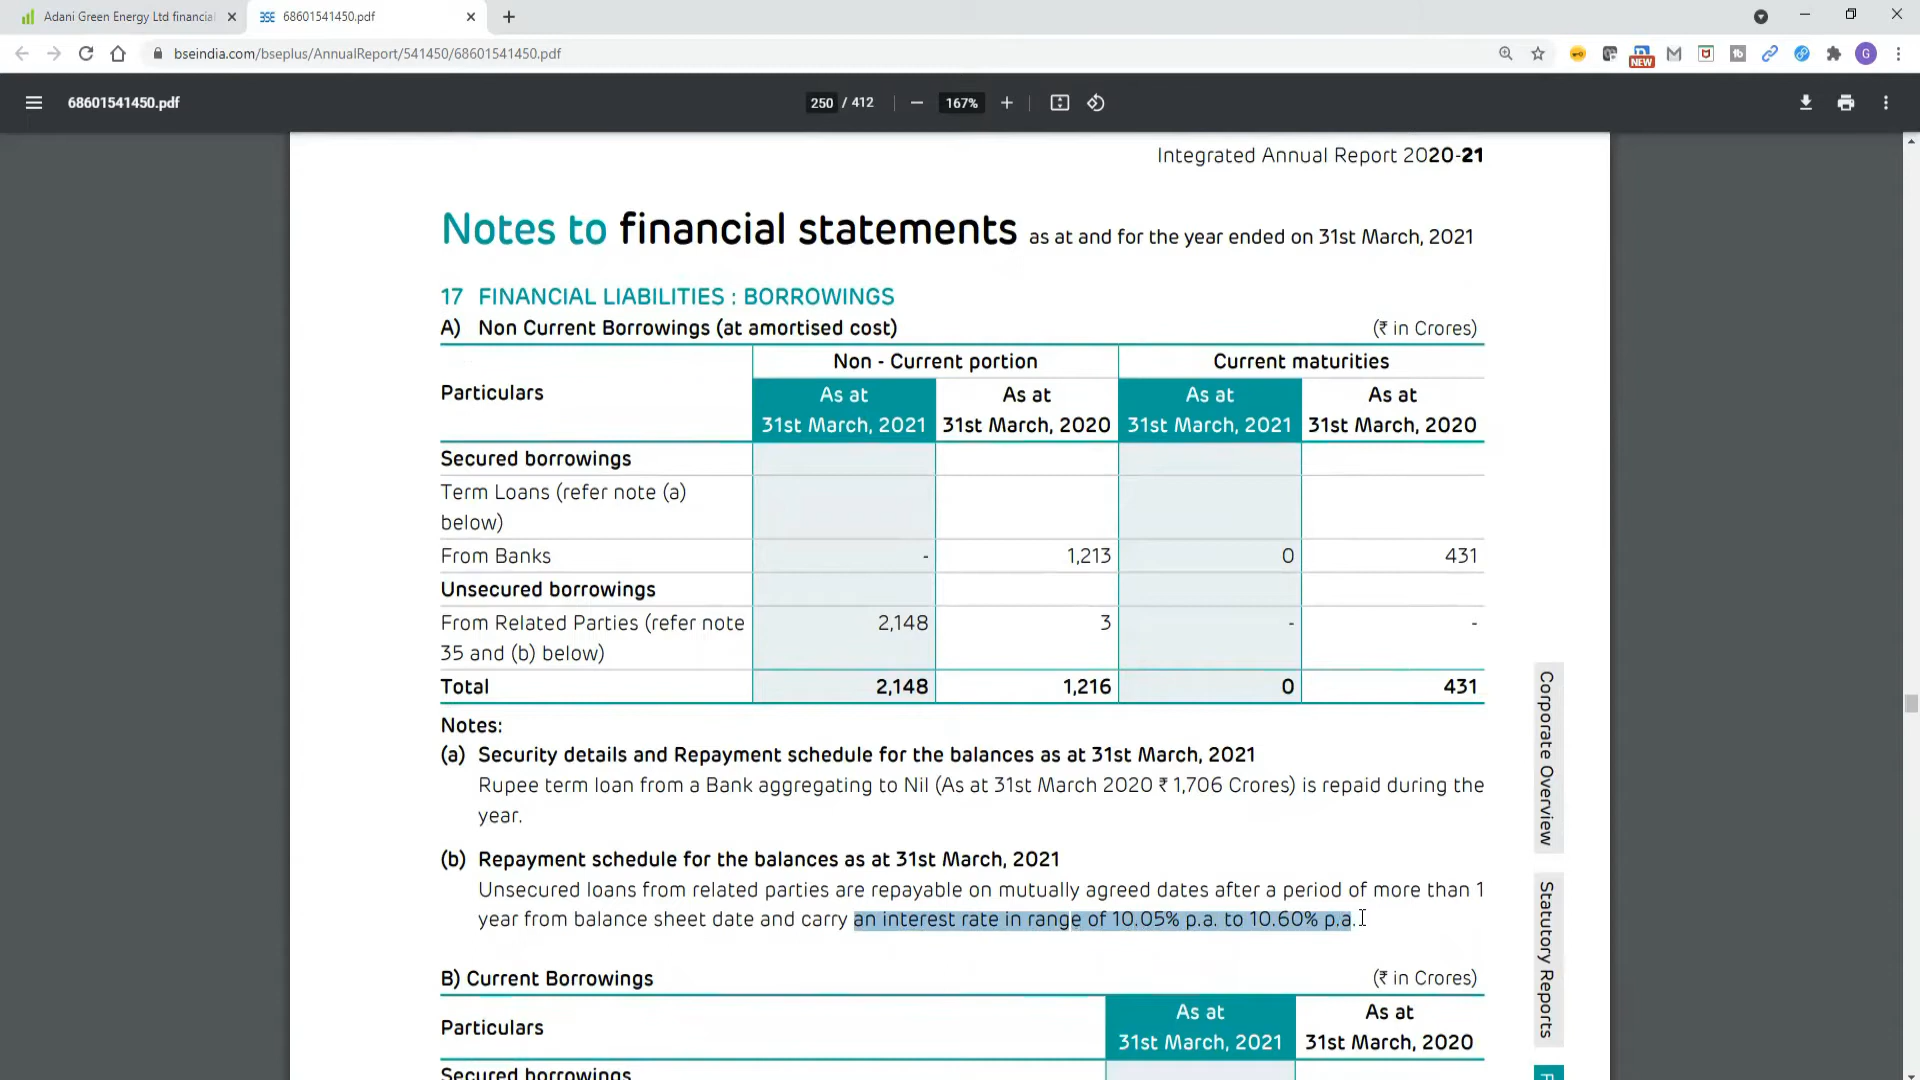 Adani Green Energy Ltd financial
BSE 68601541450.pdf
bseindia.com/bseplus/AnnualReport/541450/68601541450.pdf
NEW
G
68601541450.pdf
250 / 412
167%
Integrated Annual Report 2020-21
Notes to financial statements as at and for the year ended on 31st March, 2021
17 FINANCIAL LIABILITIES : BORROWINGS
A) Non Current Borrowings (at amortised cost) (₹ in Crores)
Non - Current portion Current maturities
Particulars As at As at As at As at
31st March, 2021 31st March, 2020 31st March, 2021 31st March, 2020
Secured borrowings
Term Loans (refer note (a)
below)
From Banks - 1,213 0 431
Unsecured borrowings
From Related Parties (refer note 2,148 3 - -
35 and (b) below)
Total 2,148 1,216 0 431
Notes:
(a) Security details and Repayment schedule for the balances as at 31st March, 2021
Rupee term loan from a Bank aggregating to Nil (As at 31st March 2020 ₹ 1,706 Crores) is repaid during the
year.
(b) Repayment schedule for the balances as at 31st March, 2021
Unsecured loans from related parties are repayable on mutually agreed dates after a period of more than 1
year from balance sheet date and carry an interest rate in range of 10.05% p.a. to 10.60% p.a.
B) Current Borrowings (₹ in Crores)
Particulars As at As at
31st March, 2021 31st March, 2020
Secured borrowings
Corporate Overview
Statutory Reports